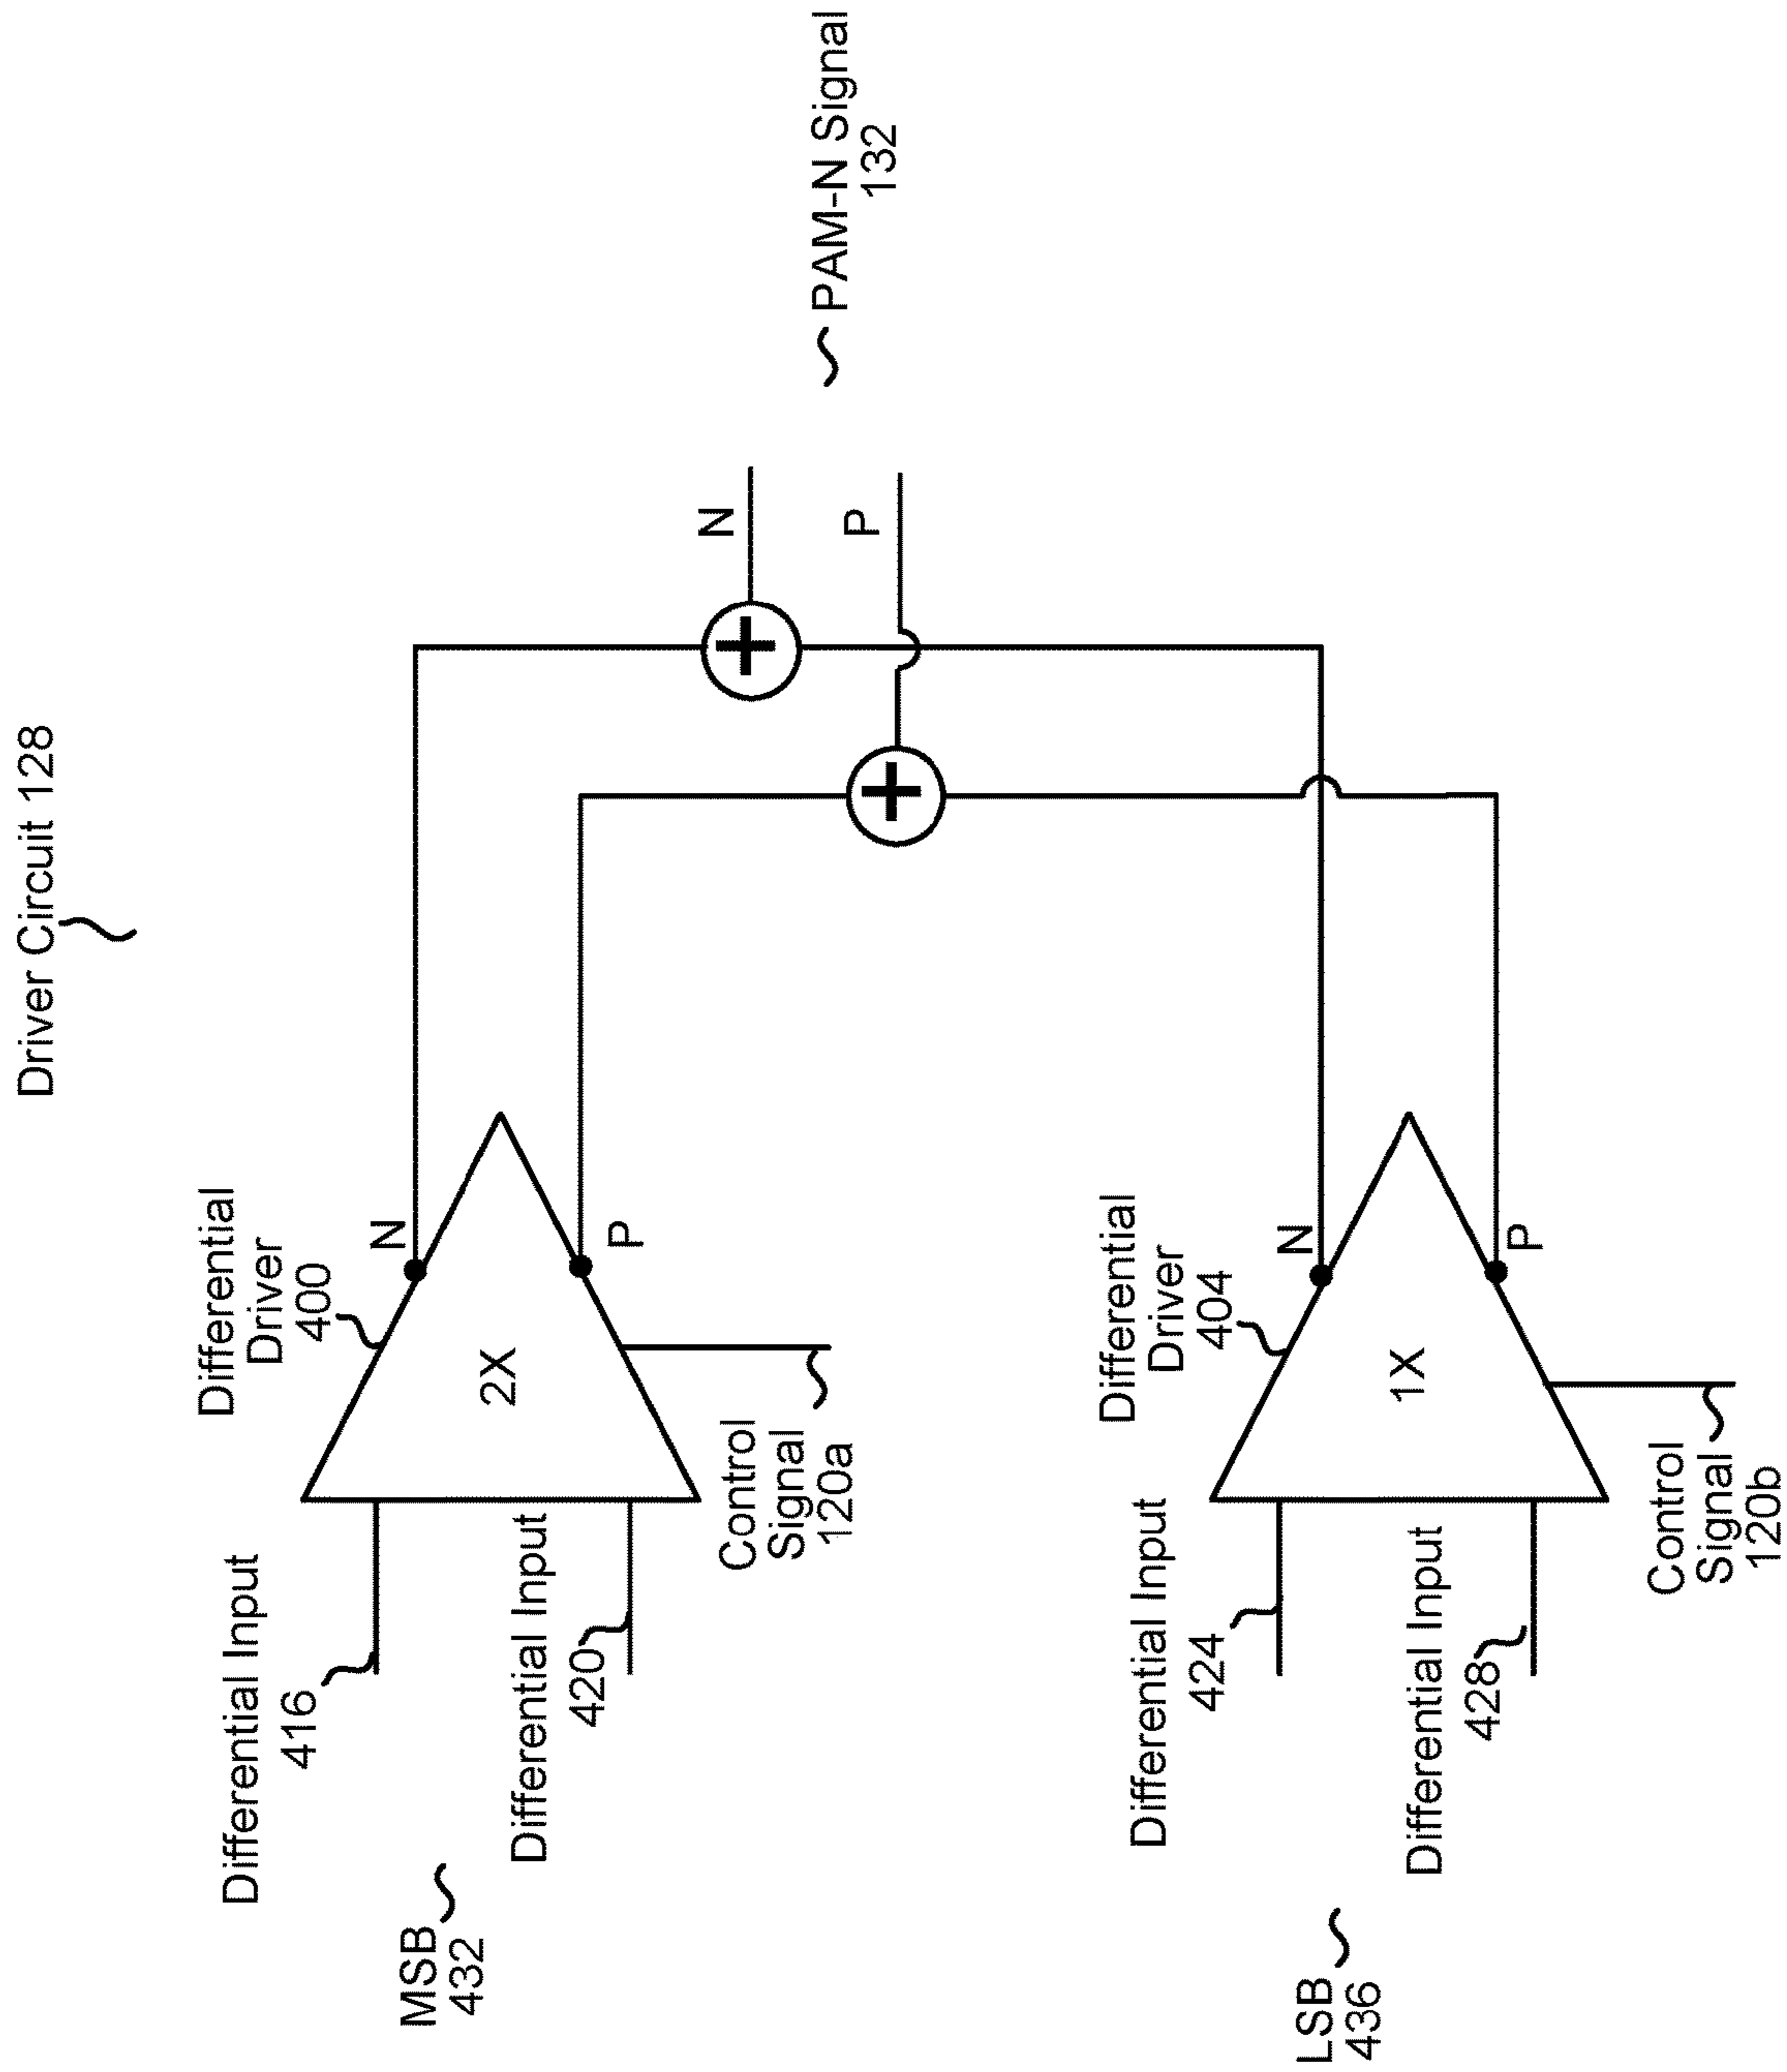 Driver Circuit 128
Differential
Driver
400
N
2X
P
Differential Input
416
MSB
432
Differential Input
420
Control
Signal
120a
N
P
PAM-N Signal
132
Differential
Driver
404
N
1X
P
Differential Input
424
LSB
436
Differential Input
428
Control
Signal
120b